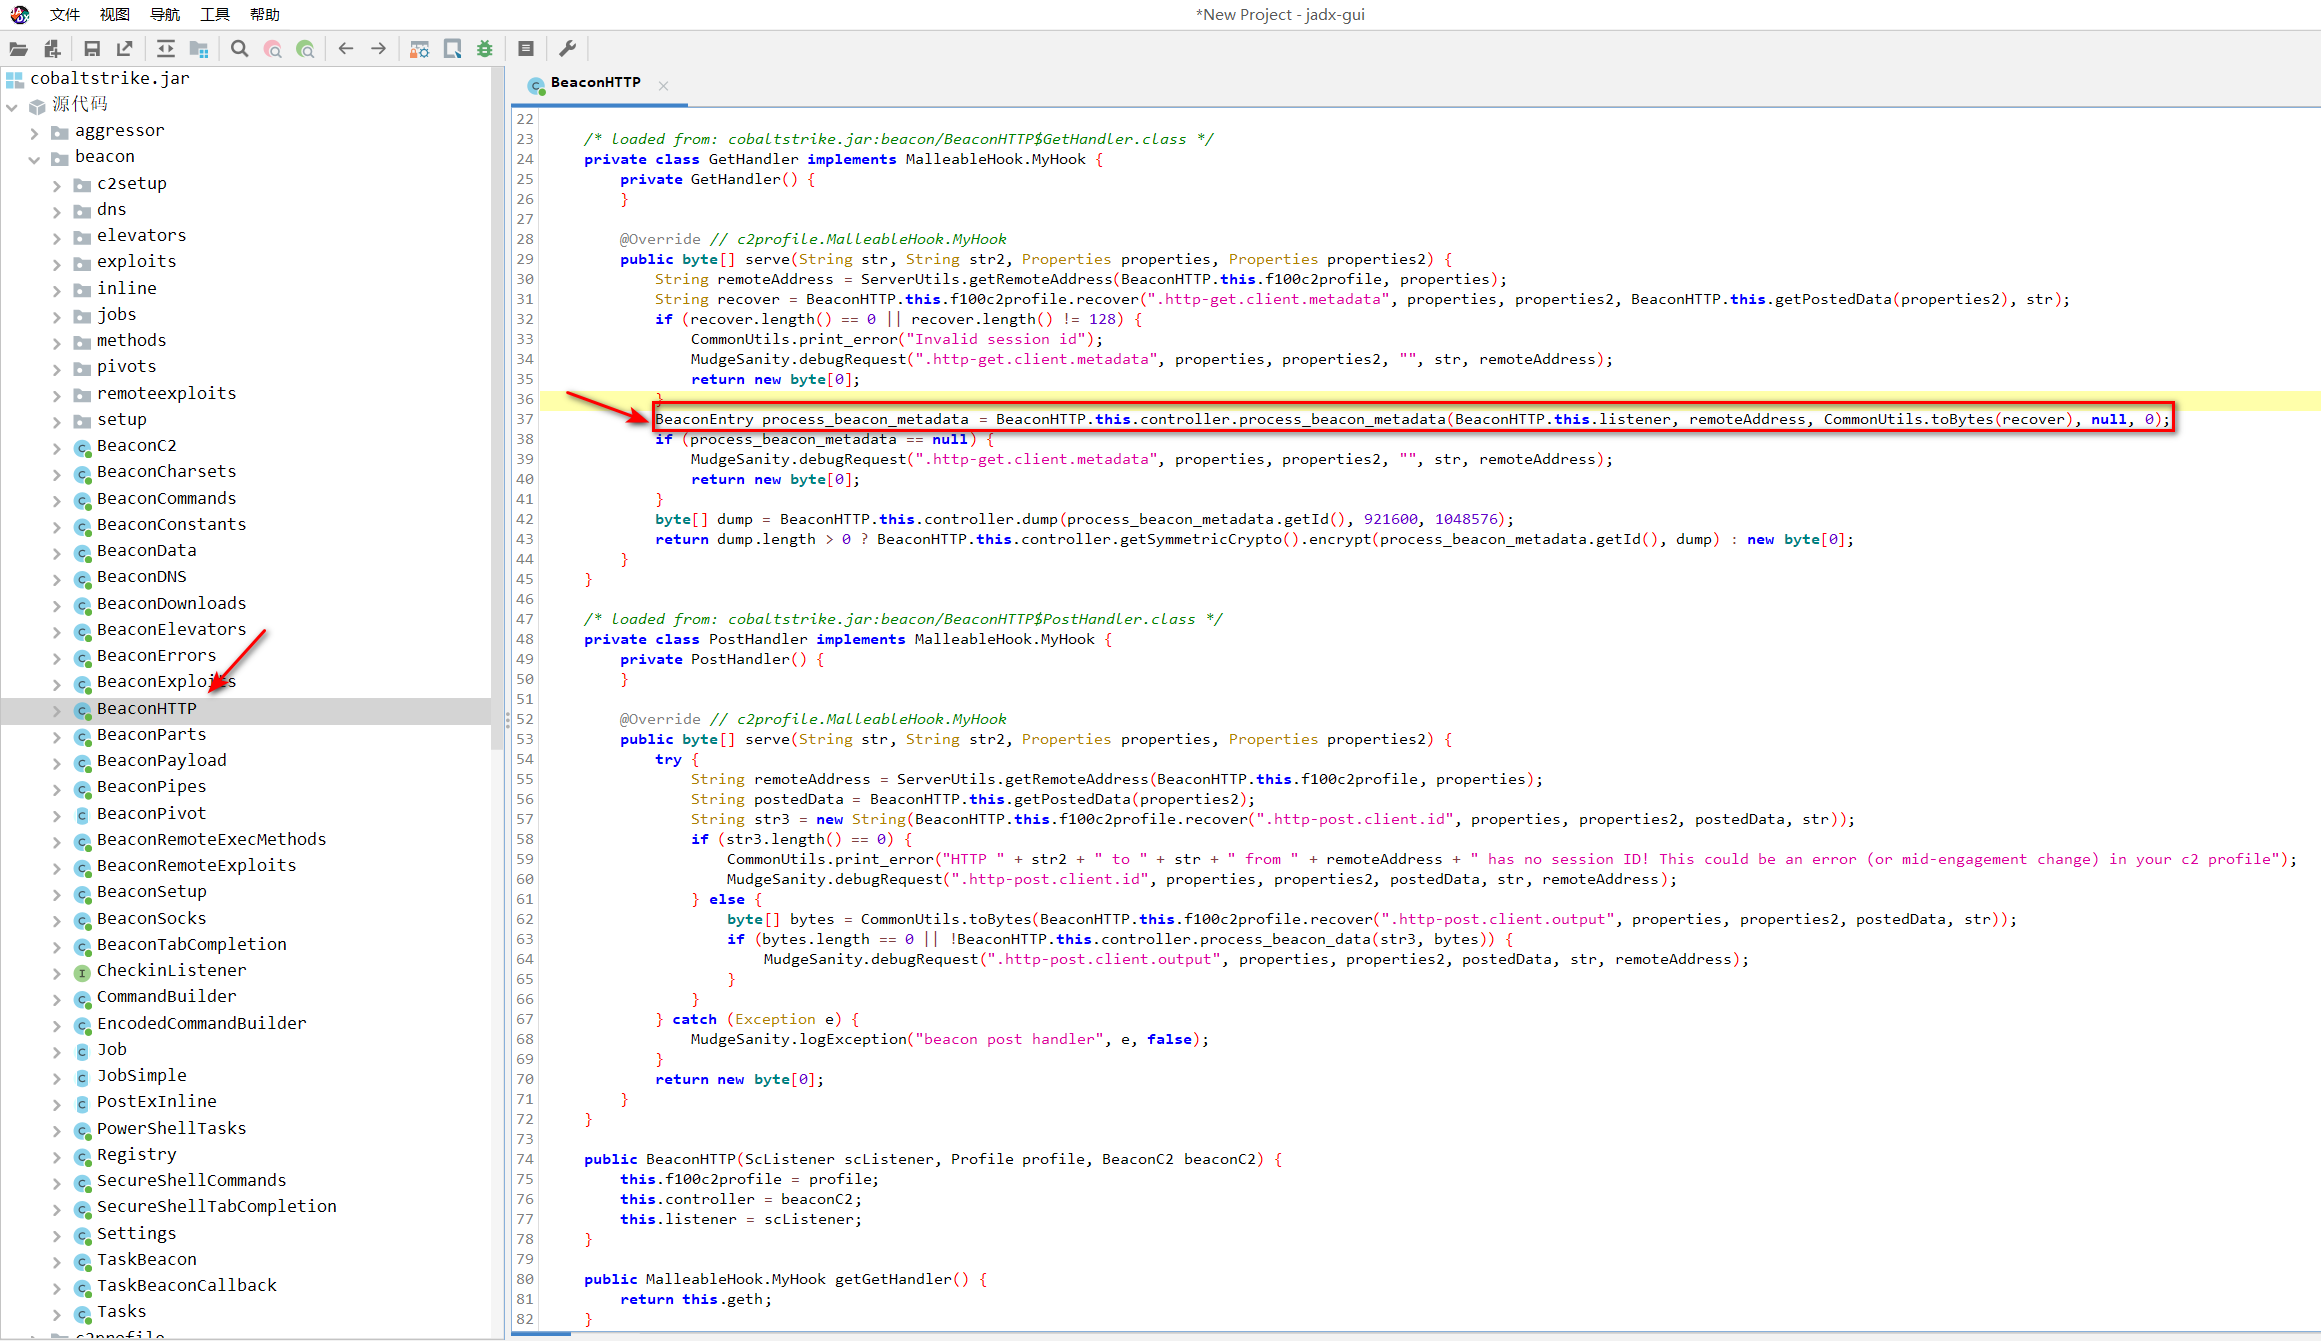 文件 视图 导航 工具 帮助
*New Project - jadx-gui
cobaltstrike.jar
源代码
aggressor
beacon
c2setup
dns
elevators
exploits
inline
jobs
methods
pivots
remoteexploits
setup
BeaconC2
BeaconCharsets
BeaconCommands
BeaconConstants
BeaconData
BeaconDNS
BeaconDownloads
BeaconElevators
BeaconErrors
BeaconExploits
BeaconHTTP
BeaconParts
BeaconPayload
BeaconPipes
BeaconPivot
BeaconRemoteExecMethods
BeaconRemoteExploits
BeaconSetup
BeaconSocks
BeaconTabCompletion
CheckinListener
CommandBuilder
EncodedCommandBuilder
Job
JobSimple
PostExInline
PowerShellTasks
Registry
SecureShellCommands
SecureShellTabCompletion
Settings
TaskBeacon
TaskBeaconCallback
Tasks
c2profile
BeaconHTTP
22
23 /* loaded from: cobaltstrike.jar:beacon/BeaconHTTP$GetHandler.class */
24 private class GetHandler implements MalleableHook.MyHook {
25 private GetHandler() {
26 }
27
28 @Override // c2profile.MalleableHook.MyHook
29 public byte[] serve(String str, String str2, Properties properties, Properties properties2) {
30 String remoteAddress = ServerUtils.getRemoteAddress(BeaconHTTP.this.f100c2profile, properties);
31 String recover = BeaconHTTP.this.f100c2profile.recover(".http-get.client.metadata", properties, properties2, BeaconHTTP.this.getPostedData(properties2), str);
32 if (recover.length() == 0 || recover.length() != 128) {
33 CommonUtils.print_error("Invalid session id");
34 MudgeSanity.debugRequest(".http-get.client.metadata", properties, properties2, "", str, remoteAddress);
35 return new byte[0];
36 }
37 BeaconEntry process_beacon_metadata = BeaconHTTP.this.controller.process_beacon_metadata(BeaconHTTP.this.listener, remoteAddress, CommonUtils.toBytes(recover), null, 0);
38 if (process_beacon_metadata == null) {
39 MudgeSanity.debugRequest(".http-get.client.metadata", properties, properties2, "", str, remoteAddress);
40 return new byte[0];
41 }
42 byte[] dump = BeaconHTTP.this.controller.dump(process_beacon_metadata.getId(), 921600, 1048576);
43 return dump.length > 0 ? BeaconHTTP.this.controller.getSymmetricCrypto().encrypt(process_beacon_metadata.getId(), dump) : new byte[0];
44 }
45 }
46
47 /* loaded from: cobaltstrike.jar:beacon/BeaconHTTP$PostHandler.class */
48 private class PostHandler implements MalleableHook.MyHook {
49 private PostHandler() {
50 }
51
52 @Override // c2profile.MalleableHook.MyHook
53 public byte[] serve(String str, String str2, Properties properties, Properties properties2) {
54 try {
55 String remoteAddress = ServerUtils.getRemoteAddress(BeaconHTTP.this.f100c2profile, properties);
56 String postedData = BeaconHTTP.this.getPostedData(properties2);
57 String str3 = new String(BeaconHTTP.this.f100c2profile.recover(".http-post.client.id", properties, properties2, postedData, str));
58 if (str3.length() == 0) {
59 CommonUtils.print_error("HTTP " + str2 + " to " + str + " from " + remoteAddress + " has no session ID! This could be an error (or mid-engagement change) in your c2 profile");
60 MudgeSanity.debugRequest(".http-post.client.id", properties, properties2, postedData, str, remoteAddress);
61 } else {
62 byte[] bytes = CommonUtils.toBytes(BeaconHTTP.this.f100c2profile.recover(".http-post.client.output", properties, properties2, postedData, str));
63 if (bytes.length == 0 || !BeaconHTTP.this.controller.process_beacon_data(str3, bytes)) {
64 MudgeSanity.debugRequest(".http-post.client.output", properties, properties2, postedData, str, remoteAddress);
65 }
66 }
67 } catch (Exception e) {
68 MudgeSanity.logException("beacon post handler", e, false);
69 }
70 return new byte[0];
71 }
72 }
73
74 public BeaconHTTP(ScListener scListener, Profile profile, BeaconC2 beaconC2) {
75 this.f100c2profile = profile;
76 this.controller = beaconC2;
77 this.listener = scListener;
78 }
79
80 public MalleableHook.MyHook getGetHandler() {
81 return this.geth;
82 }